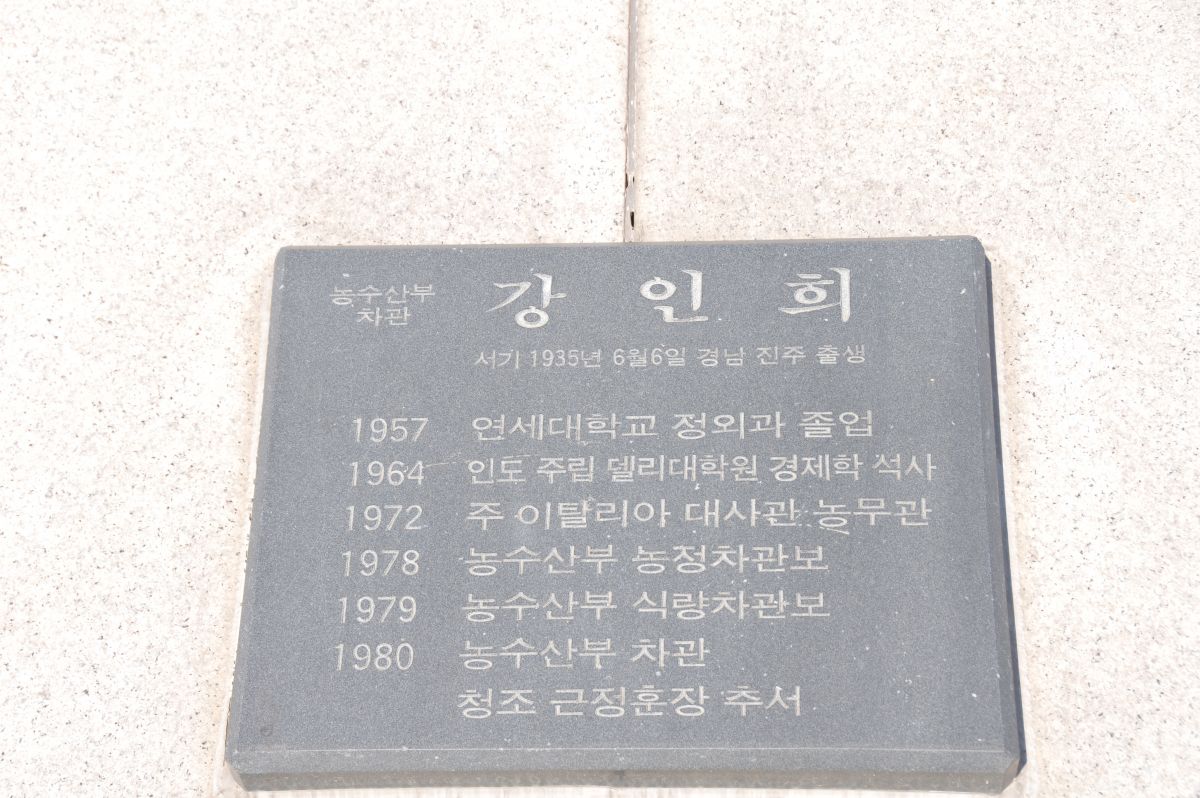 농수산부
차관
강인희
서기 1935년 6월6일 경남 진주 출생
1957 연세대학교 정외과 졸업
1964 인도 주립 델리대학원 경제학 석사
1972 주 이탈리아 대사관 농무관
1978 농수산부 농정차관보
1979 농수산부 식량차관보
1980 농수산부 차관
청조 근정훈장 추서